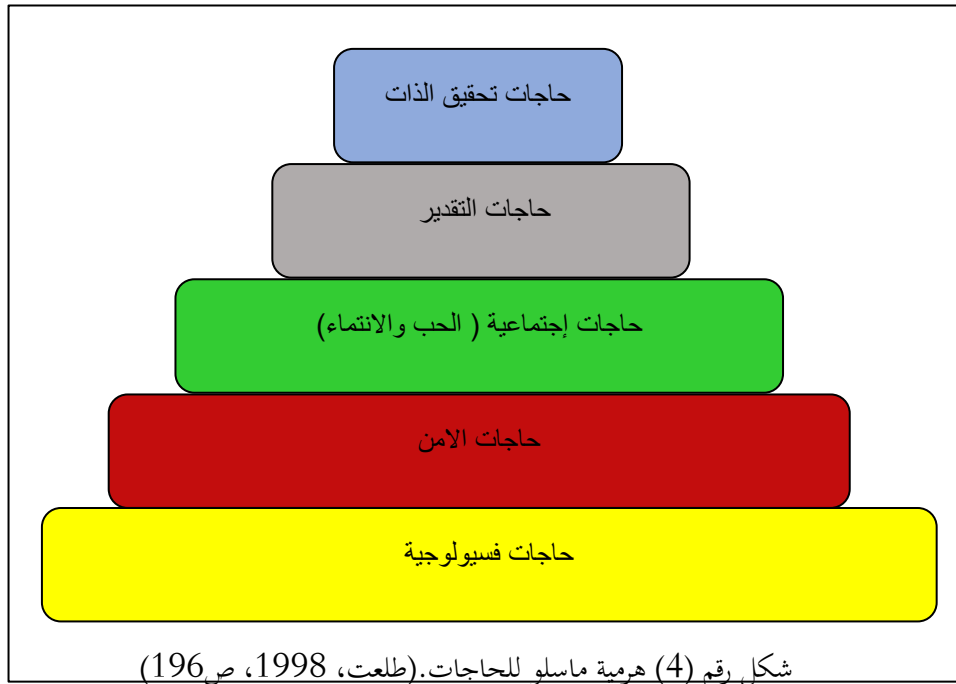 حاجات تحقيق الذات
حاجات التقدير
حاجات إجتماعية ( الحب والانتماء)
حاجات الامن
حاجات فسيولوجية
شكل رقم (4) هرمية ماسلو للحاجات.(طلعت، 1998، ص196)